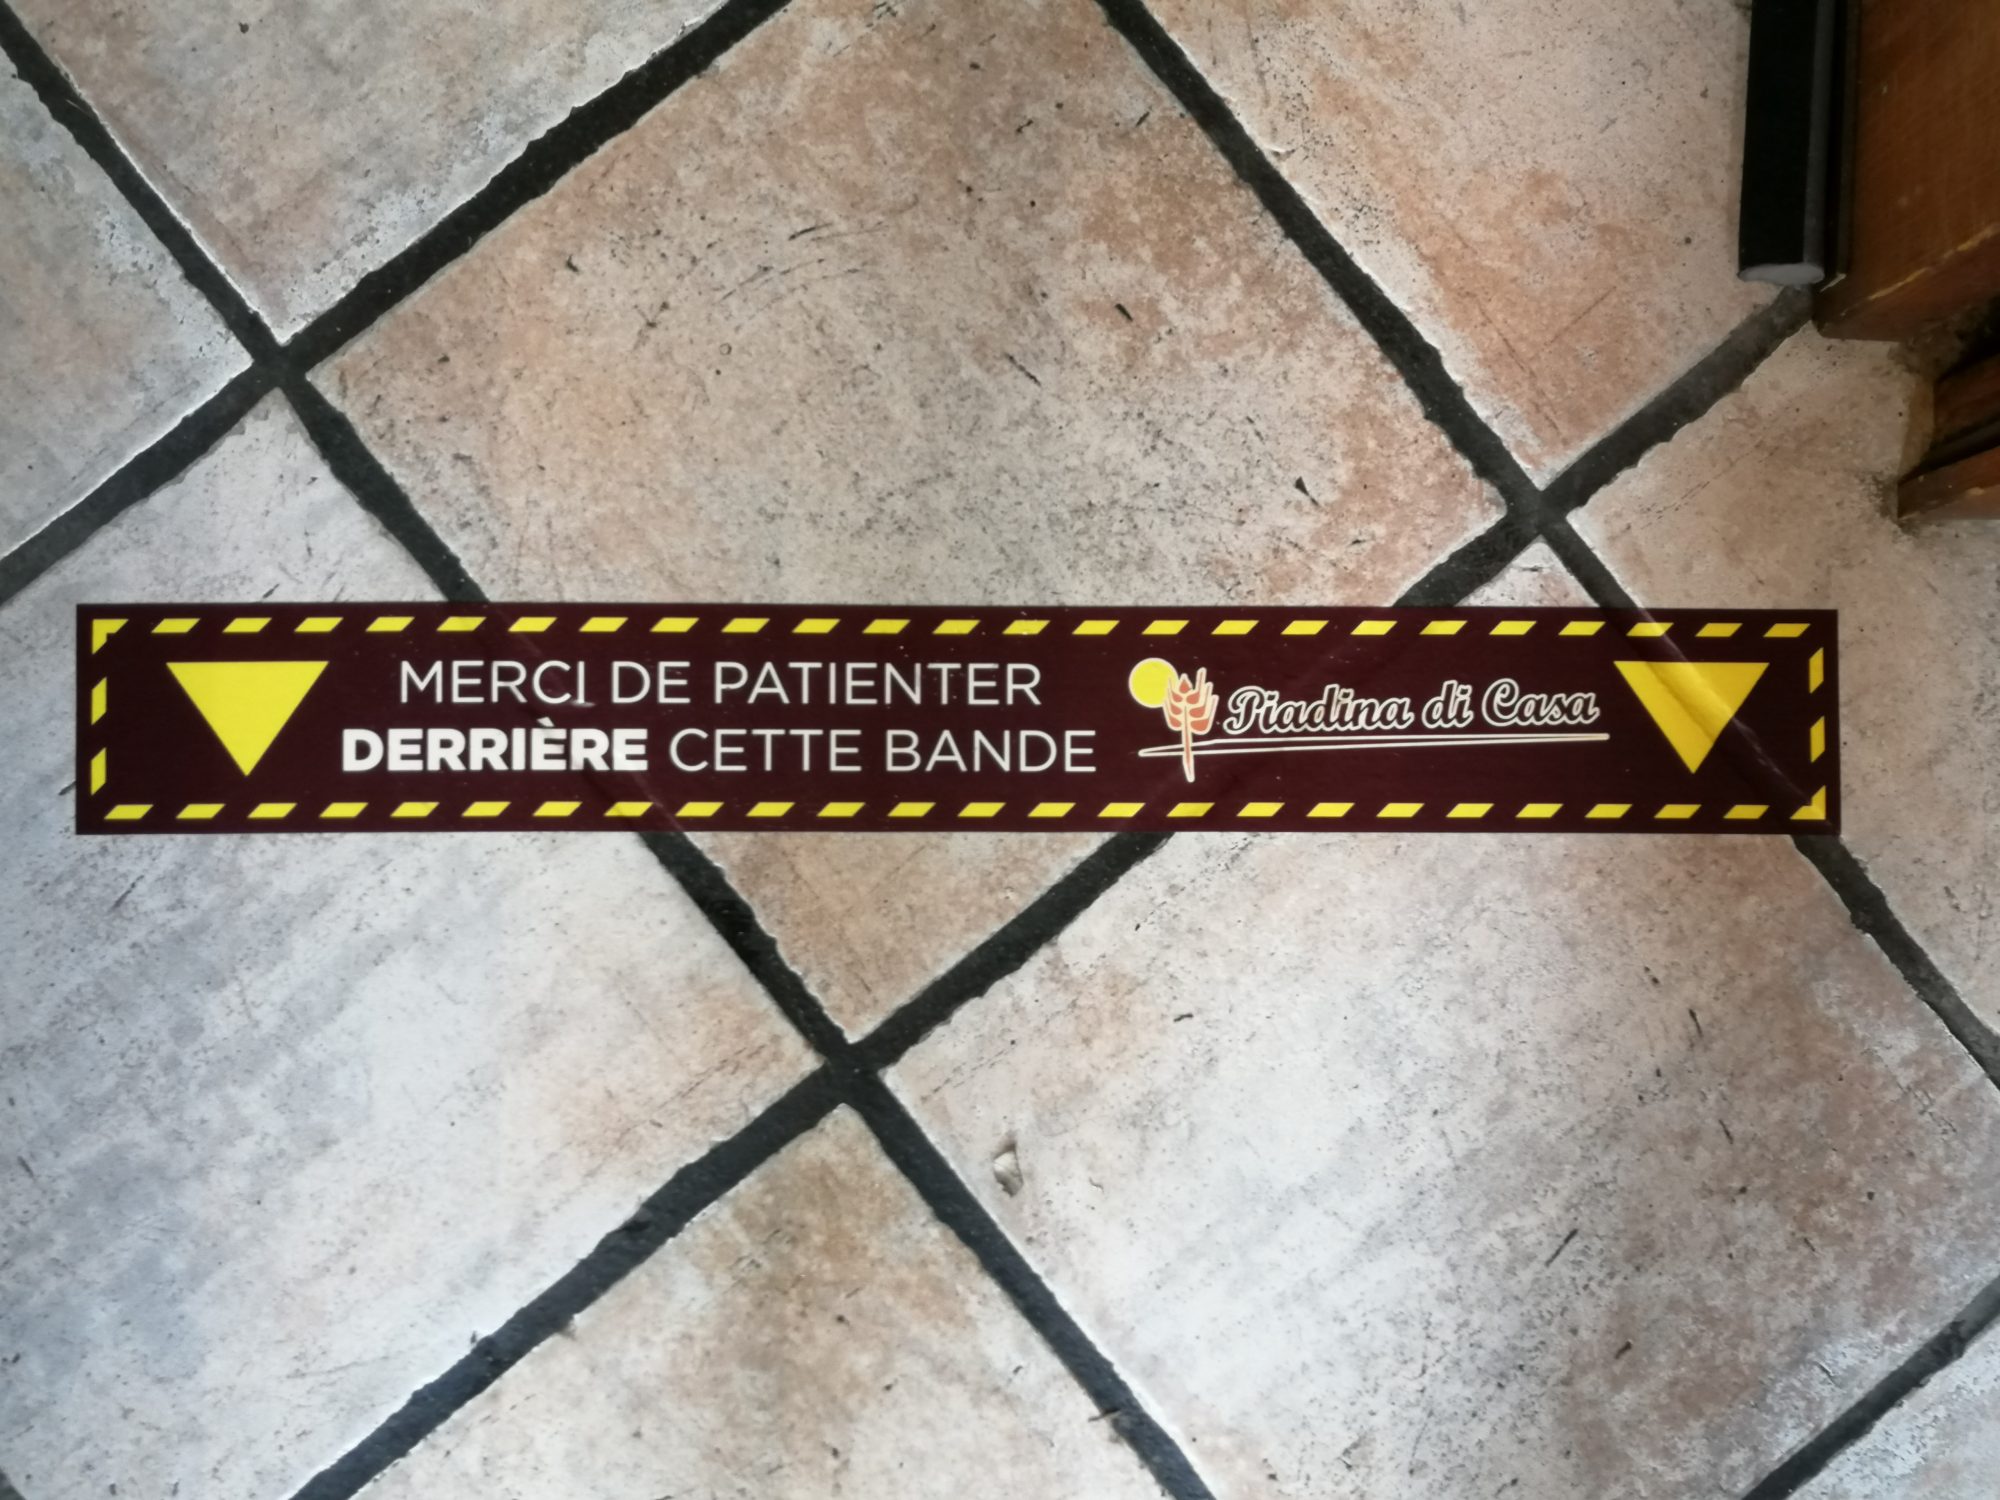 MERCI DE PATIENTER
DERRIÈRE CETTE BANDE
Piadina di Casa